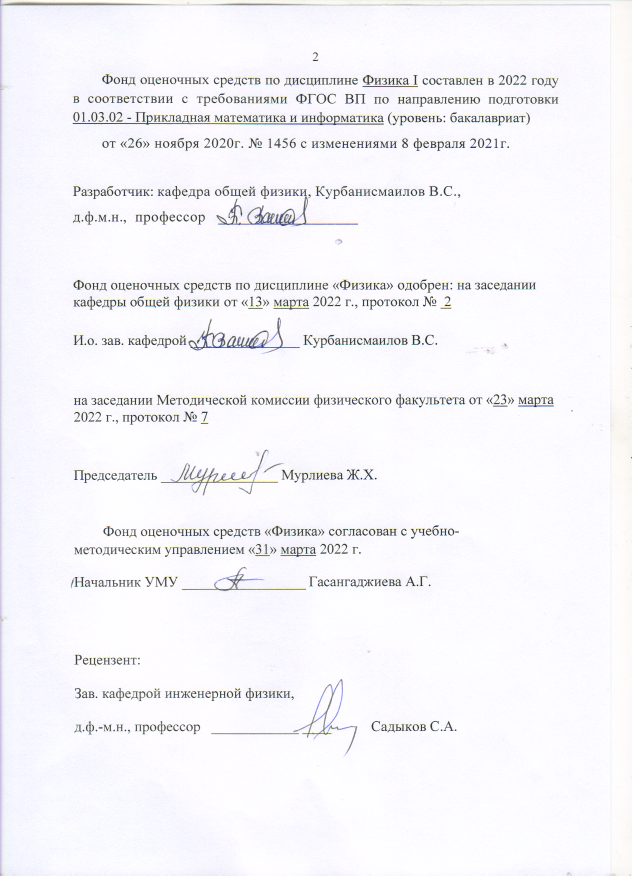 2
Фонд оценочных средств по дисциплине Физика I составлен в 2022 году
в соответствии с требованиями ФГОС ВП по направлению подготовки
01.03.02 - Прикладная математика и информатика (уровень: бакалавриат)
от «26» ноября 2020г. № 1456 с изменениями 8 февраля 2021г.
Разработчик: кафедра общей физики, Курбанисмаилов В.С.,
д.ф.м.н., профессор
Фонд оценочных средств по дисциплине «Физика» одобрен: на заседании
кафедры общей физики от «13» марта 2022 г., протокол № 2
И.о. зав. кафедрой Курбанисмаилов В.С.
на заседании Методической комиссии физического факультета от «23» марта
2022 г., протокол № 7
Председатель Мурлиева Ж.Х.
Фонд оценочных средств «Физика» согласован с учебно-
методическим управлением «31» марта 2022 г.
/Начальник УМУ Гасангаджиева А.Г.
Рецензент:
Зав. кафедрой инженерной физики,
д.ф.-м.н., профессор Садыков С.А.